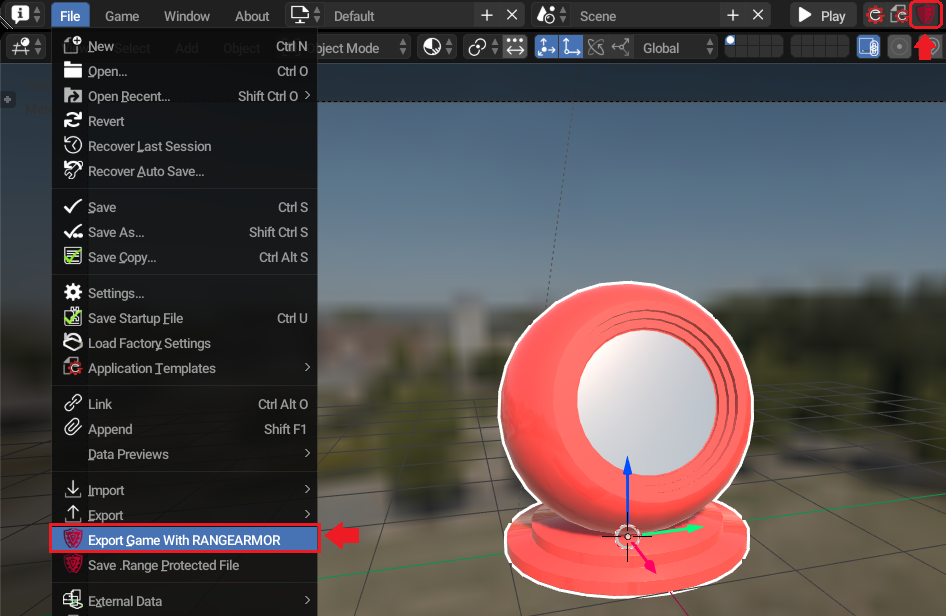 File Game Window About Default Scene Play
Select Add Object Object Mode Global
New Ctrl N
Open... Ctrl O
Open Recent... Shift Ctrl O
Revert
Recover Last Session
Recover Auto Save...
Save Ctrl S
Save As... Shift Ctrl S
Save Copy... Ctrl Alt S
Settings...
Save Startup File Ctrl U
Load Factory Settings
Application Templates
Link Ctrl Alt O
Append Shift F1
Data Previews
Import
Export
Export Game With RANGEARMOR
Save .Range Protected File
External Data